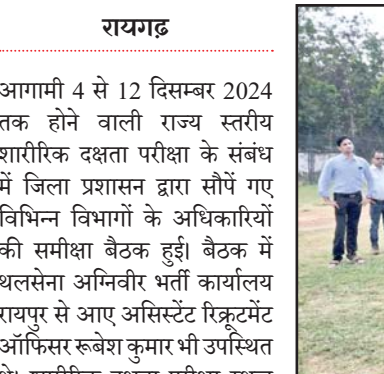 रायगढ़
आगामी 4 से 12 दिसम्बर 2024
तक होने वाली राज्य स्तरीय
शारीरिक दक्षता परीक्षा के संबंध
में जिला प्रशासन द्वारा सौपें गए
विभिन्न विभागों के अधिकारियों
की समीक्षा बैठक हुई। बैठक में
थलसेना अग्निवीर भर्ती कार्यालय
रायपुर से आए असिस्टेंट रिक्रूटमेंट
ऑफिसर रूबेश कुमार भी उपस्थित